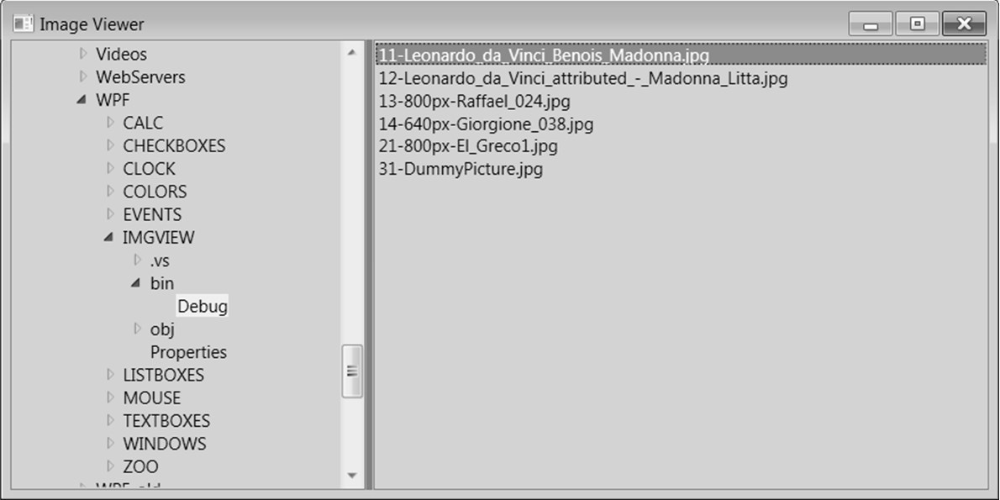 Image Viewer
Videos
WebServers
WPF
CALC
CHECKBOXES
CLOCK
COLORS
EVENTS
IMGVIEW
.vs
bin
Debug
obj
Properties
LISTBOXES
MOUSE
TEXTBOXES
WINDOWS
ZOO
11-Leonardo_da_Vinci_Benois_Madonna.jpg
12-Leonardo_da_Vinci_attributed_-_Madonna_Litta.jpg
13-800px-Raffael_024.jpg
14-640px-Giorgione_038.jpg
21-800px-El_Greco1.jpg
31-DummyPicture.jpg